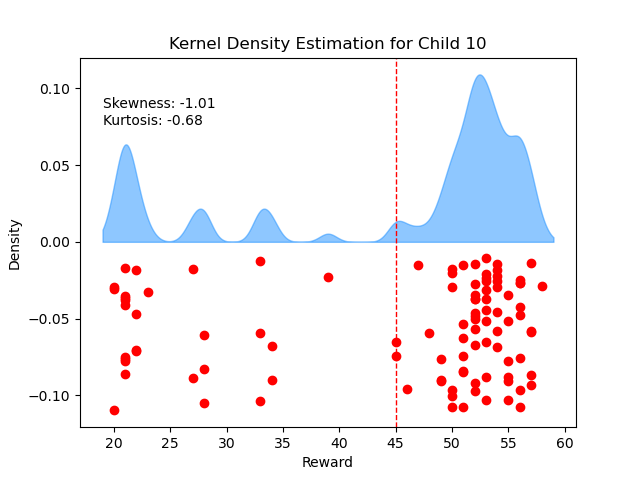 Kernel Density Estimation for Child 10
Skewness: -1.01
Kurtosis: -0.68
0.10
0.05
0.00
−0.05
−0.10
Density
20 25 30 35 40 45 50 55 60
Reward